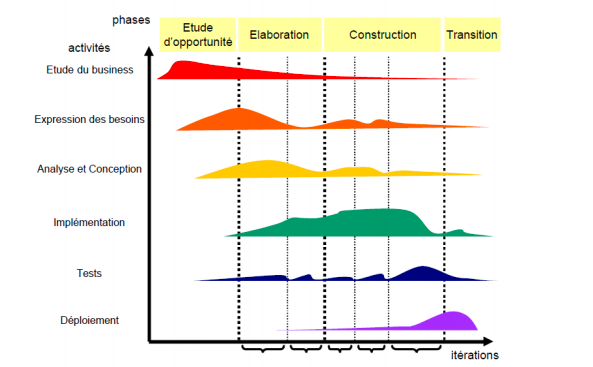 phases
Etude
d'opportunité
Elaboration
Construction
Transition
activités
Etude du business
Expression des besoins
Analyse et Conception
Implémentation
Tests
Déploiement
itérations